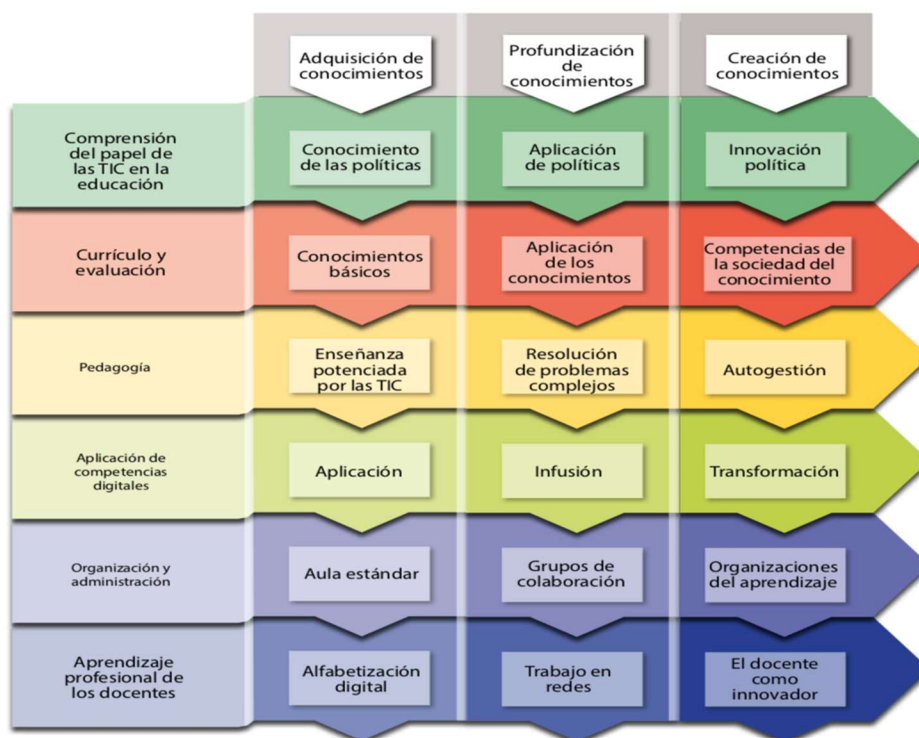 Adquisición de
conocimientos
Profundización
de
conocimientos
Creación de
conocimientos
Comprensión
del papel de
las TIC en la
educación
Conocimiento
de las políticas
Aplicación
de políticas
Innovación
política
Currículo y
evaluación
Conocimientos
básicos
Aplicación
de los
conocimientos
Competencias de
la sociedad del
conocimiento
Pedagogía
Enseñanza
potenciada
por las TIC
Resolución
de problemas
complejos
Autogestión
Aplicación de
competencias
digitales
Aplicación
Infusión
Transformación
Organización y
administración
Aula estándar
Grupos de
colaboración
Organizaciones
del aprendizaje
Aprendizaje
profesional de
los docentes
Alfabetización
digital
Trabajo en
redes
El docente
como
innovador